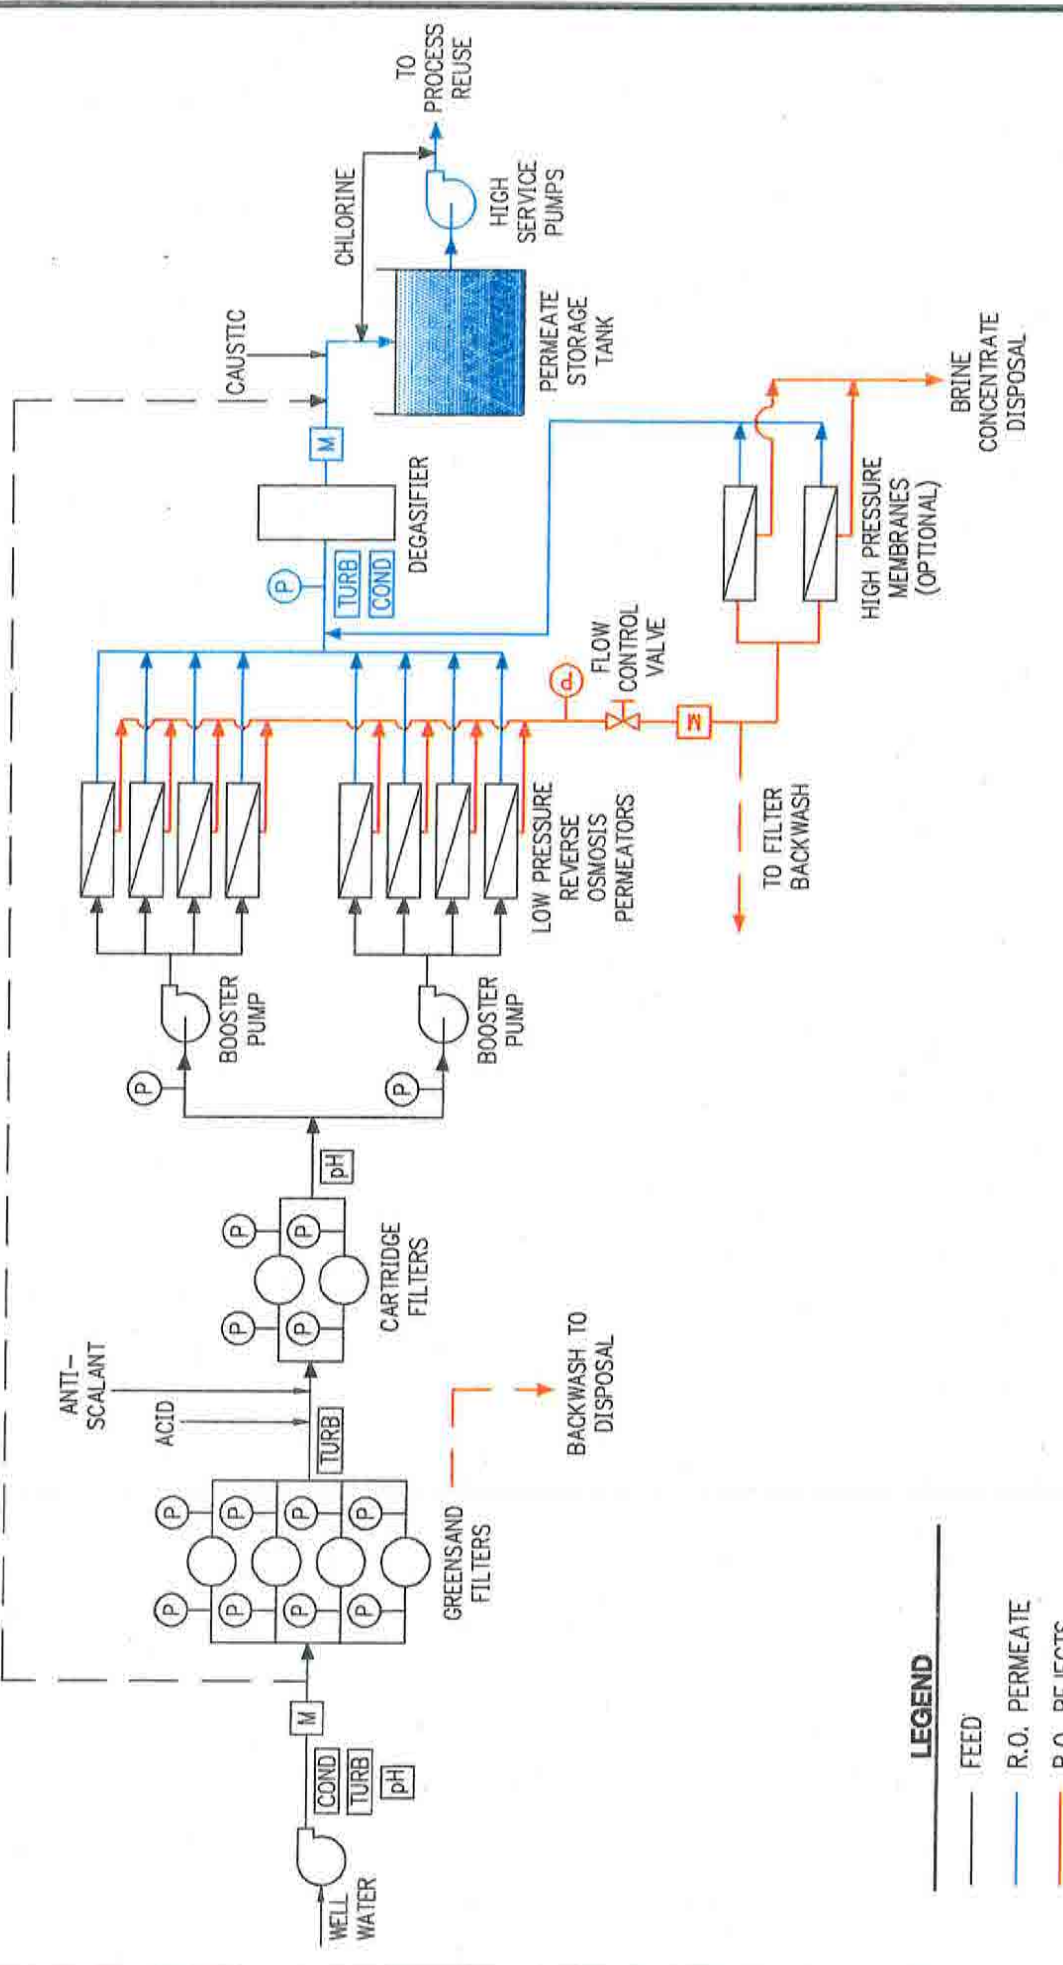 WELL
WATER
COND
TURB
pH
M
P
P
P
P
P
P
P
P
GREENSAND
FILTERS
TURB
ACID
ANTI-
SCALANT
BACKWASH TO
DISPOSAL
P
P
P
P
CARTRIDGE
FILTERS
pH
P
P
BOOSTER
PUMP
BOOSTER
PUMP
LOW PRESSURE
REVERSE
OSMOSIS
PERMEATORS
P
TURB
COND
DEGASIFIER
M
CAUSTIC
CHLORINE
PERMEATE
STORAGE
TANK
HIGH
SERVICE
PUMPS
TO
PROCESS
REUSE
P
FLOW
CONTROL
VALVE
M
TO FILTER
BACKWASH
HIGH PRESSURE
MEMBRANES
(OPTIONAL)
BRINE
CONCENTRATE
DISPOSAL
LEGEND
FEED
R.O. PERMEATE
R.O. REJECTS